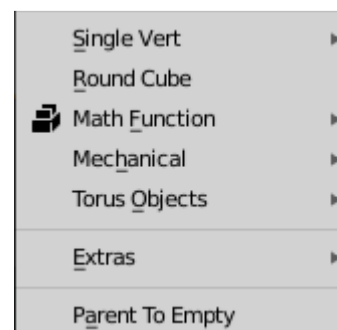 Single Vert
Round Cube
Math Function
Mechanical
Torus Objects
Extras
Parent To Empty